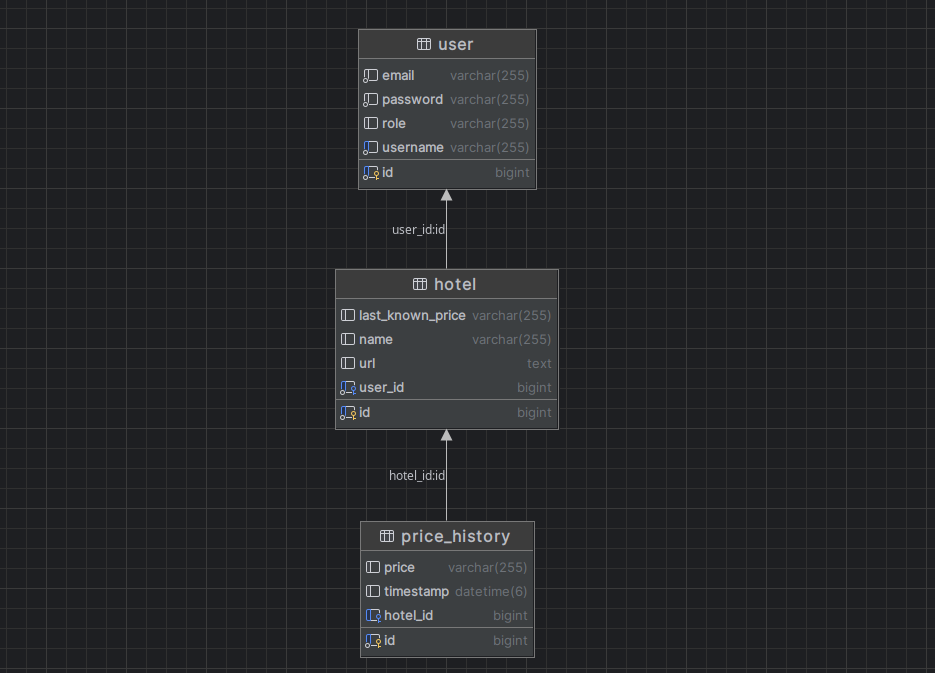 user
email varchar(255)
password varchar(255)
role varchar(255)
username varchar(255)
id bigint
user_id:id
hotel
last_known_price varchar(255)
name varchar(255)
url text
user_id bigint
id bigint
hotel_id:id
price_history
price varchar(255)
timestamp datetime(6)
hotel_id bigint
id bigint